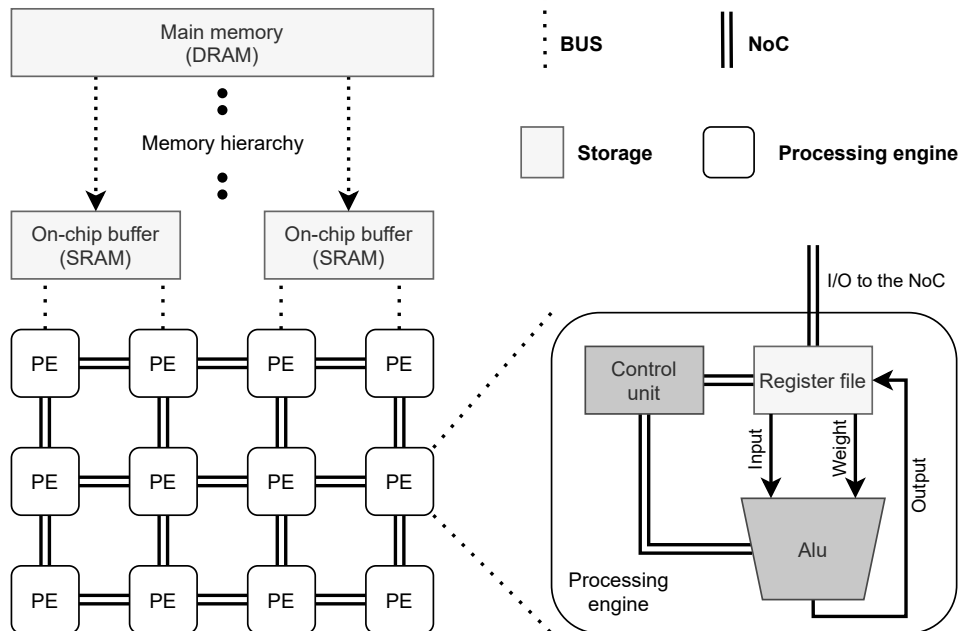 Main memory
(DRAM)
BUS
NoC
Memory hierarchy
Storage
Processing engine
On-chip buffer
(SRAM)
On-chip buffer
(SRAM)
I/O to the NoC
PE
PE
PE
PE
Control
unit
Register file
Input
Weight
Output
PE
PE
PE
PE
Alu
Processing
engine
PE
PE
PE
PE